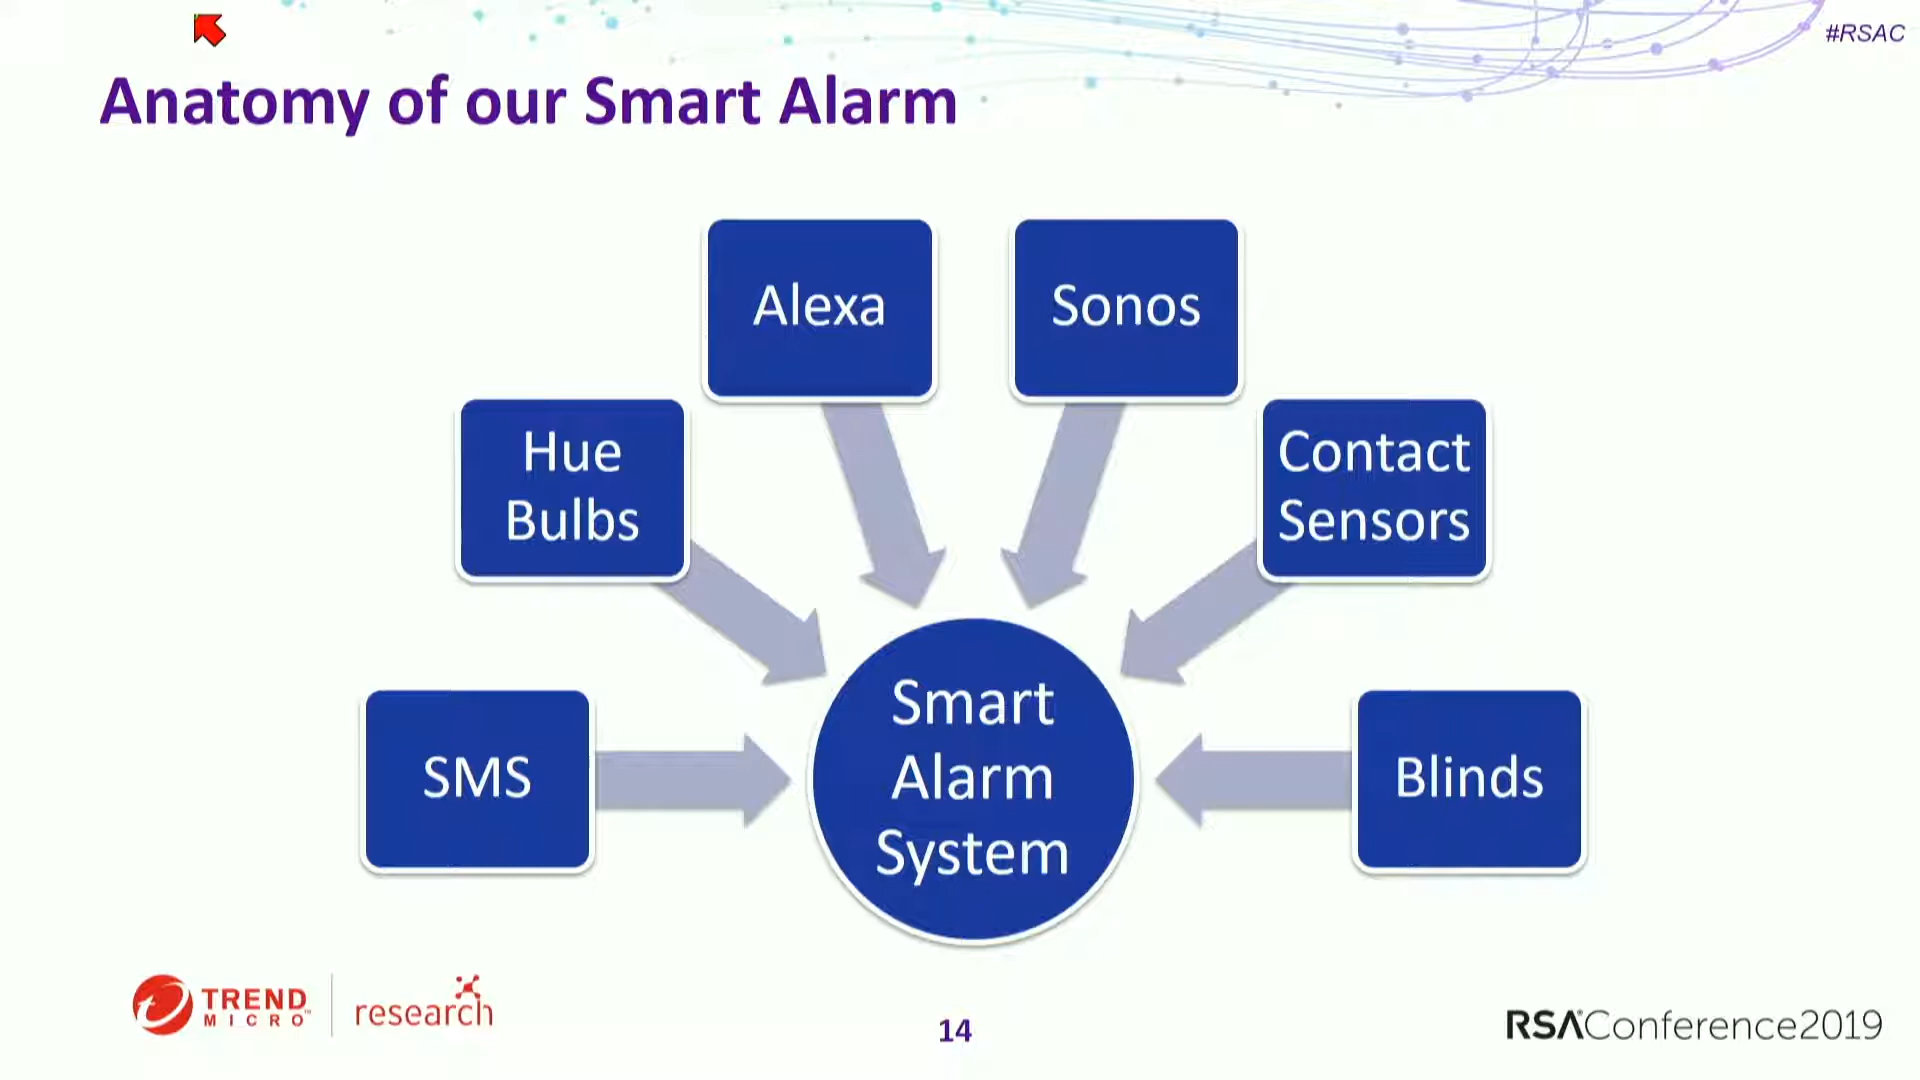 #RSAC
Anatomy of our Smart Alarm
Alexa
Sonos
Hue
Bulbs
Contact
Sensors
SMS
Smart
Alarm
System
Blinds
TREND
MICRO™
research
14
RSAConference2019